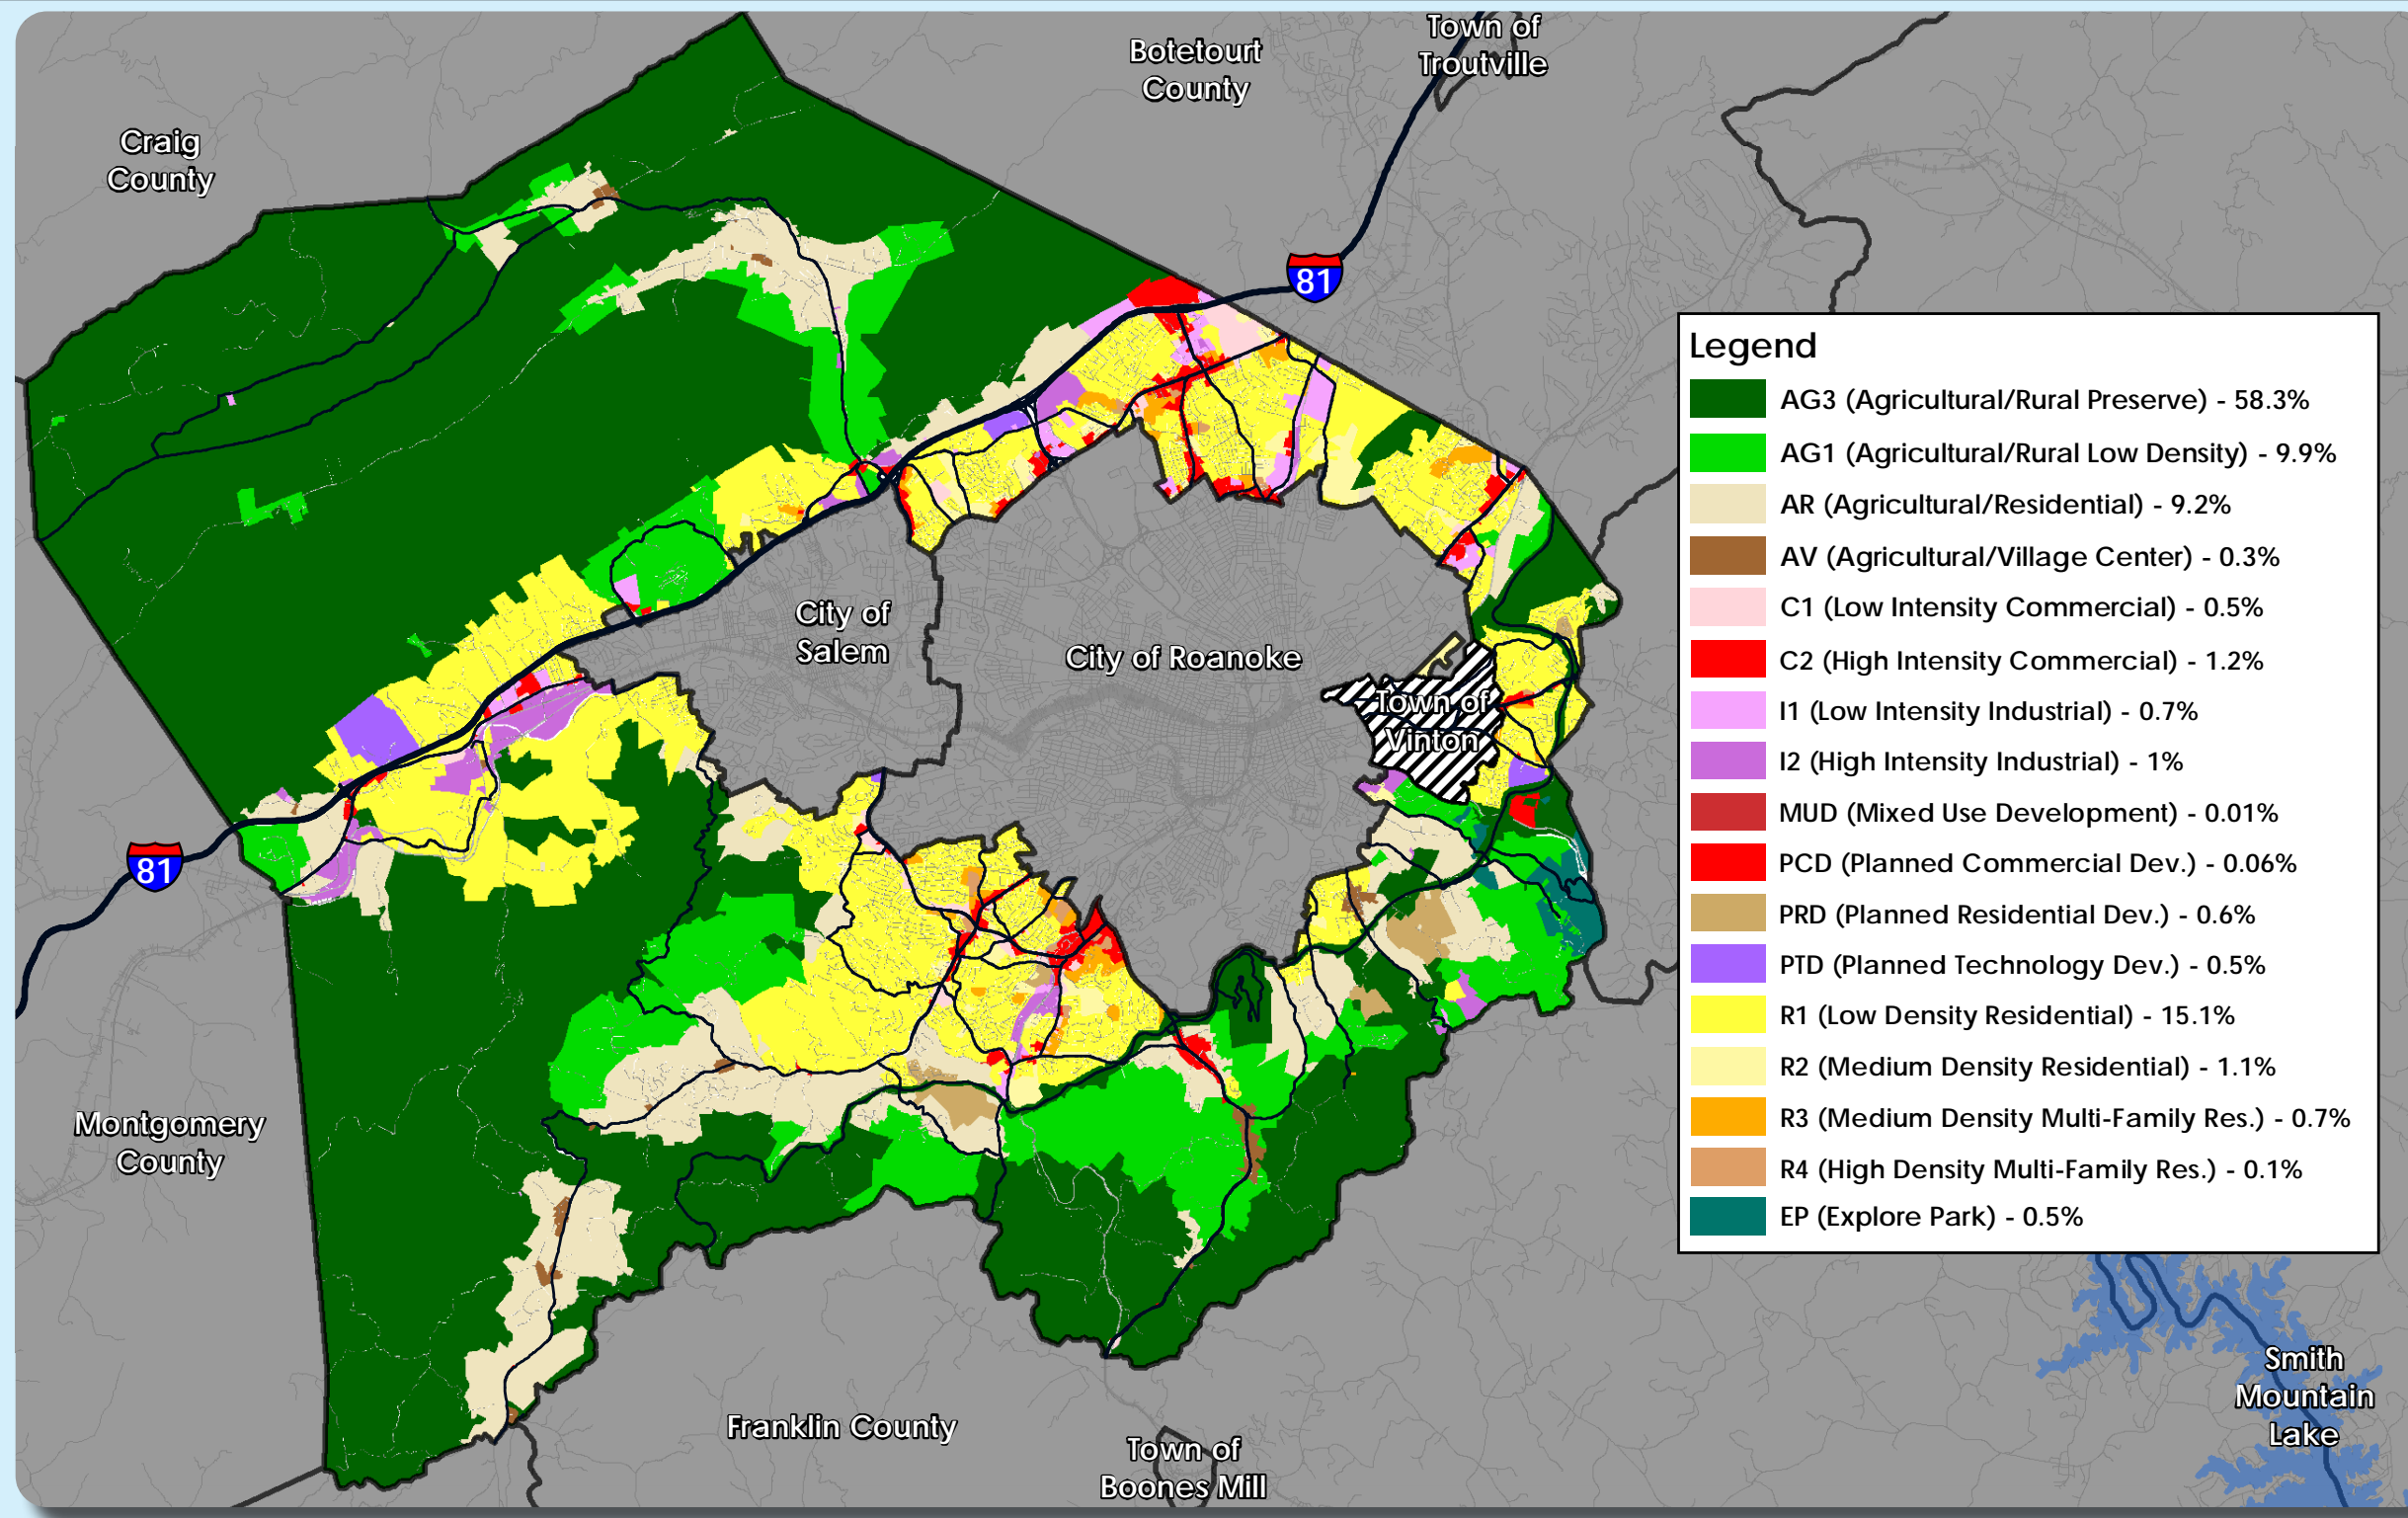 Town of
Troutville
Botetourt
County
Craig
County
81
City of
Salem
City of Roanoke
Town of
Vinton
81
Montgomery
County
Franklin County
Town of
Boones Mill
Smith
Mountain
Lake
Legend
AG3 (Agricultural/Rural Preserve) - 58.3%
AG1 (Agricultural/Rural Low Density) - 9.9%
AR (Agricultural/Residential) - 9.2%
AV (Agricultural/Village Center) - 0.3%
C1 (Low Intensity Commercial) - 0.5%
C2 (High Intensity Commercial) - 1.2%
I1 (Low Intensity Industrial) - 0.7%
I2 (High Intensity Industrial) - 1%
MUD (Mixed Use Development) - 0.01%
PCD (Planned Commercial Dev.) - 0.06%
PRD (Planned Residential Dev.) - 0.6%
PTD (Planned Technology Dev.) - 0.5%
R1 (Low Density Residential) - 15.1%
R2 (Medium Density Residential) - 1.1%
R3 (Medium Density Multi-Family Res.) - 0.7%
R4 (High Density Multi-Family Res.) - 0.1%
EP (Explore Park) - 0.5%